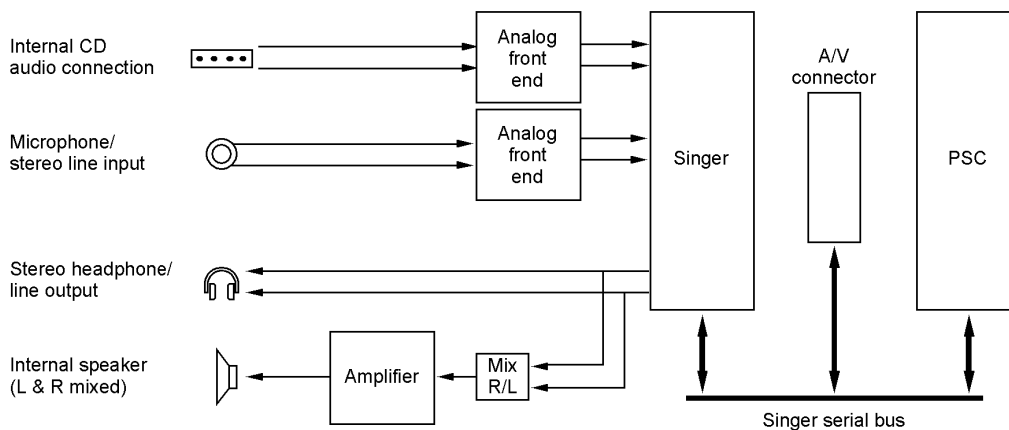 Internal CD
audio connection
Analog
front
end
Microphone/
stereo line input
Analog
front
end
Singer
A/V
connector
PSC
Stereo headphone/
line output
Internal speaker
(L & R mixed)
Amplifier
Mix
R/L
Singer serial bus